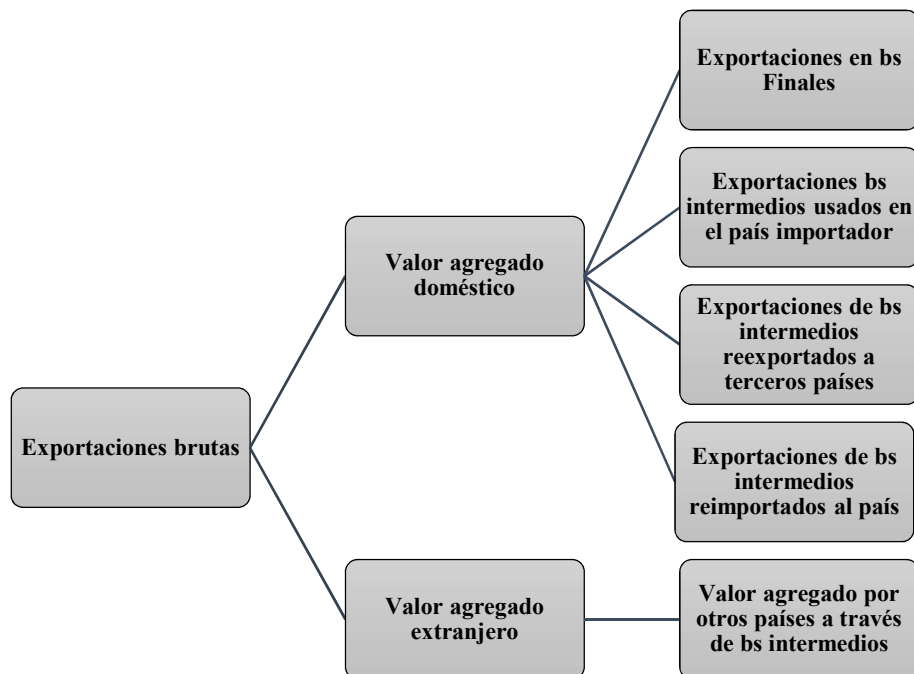 Exportaciones en bs
Finales
Exportaciones bs
intermedios usados en
el país importador
Valor agregado
doméstico
Exportaciones de bs
intermedios
reexportados a
terceros países
Exportaciones brutas
Exportaciones de bs
intermedios
reimportados al país
Valor agregado
extranjero
Valor agregado por
otros países a través
de bs intermedios